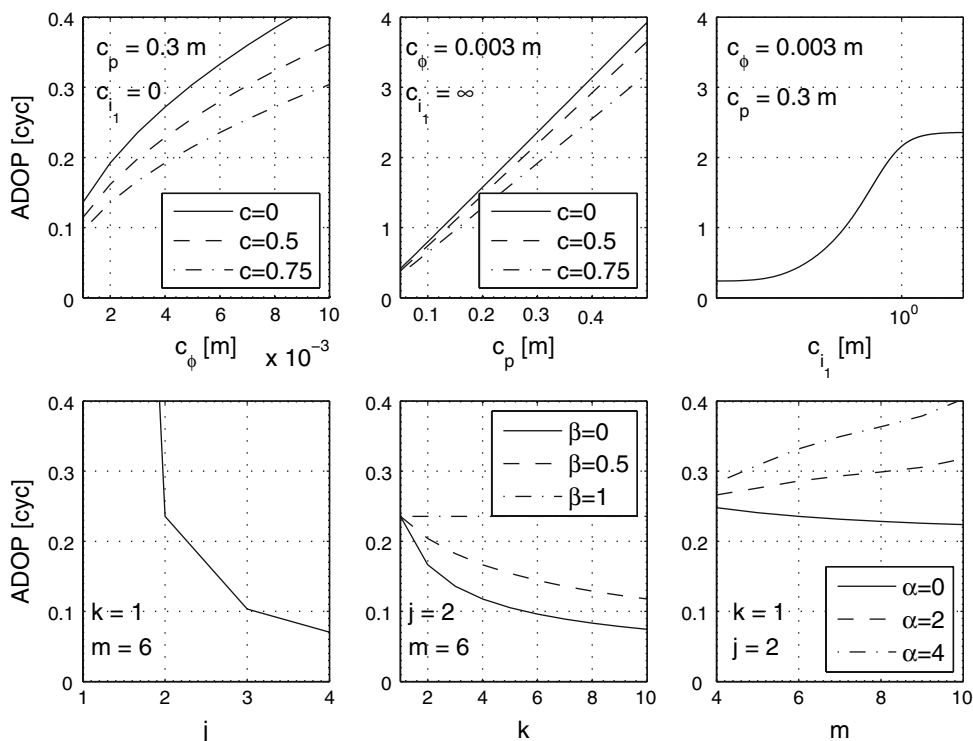 ADOP [cyc]
0.4
0.3
0.2
0.1
0
c_p = 0.3 m
c_i_1 = 0
c=0
c=0.5
c=0.75
2 4 6 8 10
c_ϕ [m]
x 10^-3
4
3
2
1
0
c_ϕ = 0.003 m
c_i_1 = ∞
c=0
c=0.5
c=0.75
0.1 0.2 0.3 0.4
c_p [m]
4
3
2
1
0
c_ϕ = 0.003 m
c_p = 0.3 m
10^0
c_i_1 [m]
ADOP [cyc]
0.4
0.3
0.2
0.1
0
k = 1
m = 6
1 2 3 4
j
0.4
0.3
0.2
0.1
0
β=0
β=0.5
β=1
j = 2
m = 6
2 4 6 8 10
k
0.4
0.3
0.2
0.1
0
k = 1
j = 2
α=0
α=2
α=4
4 6 8 10
m